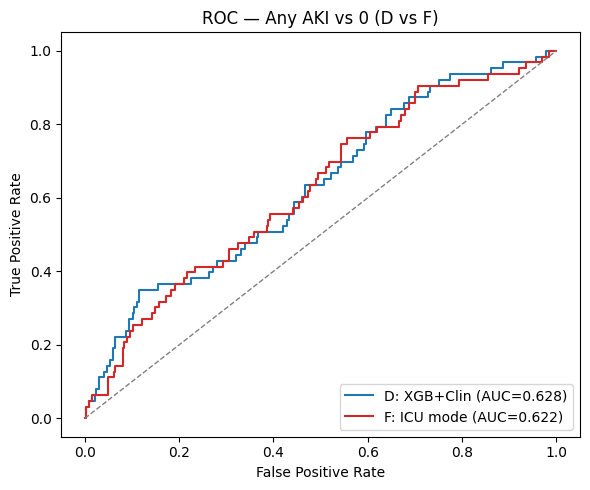 ROC — Any AKI vs 0 (D vs F)
True Positive Rate
1.0
0.8
0.6
0.4
0.2
0.0
D: XGB+Clin (AUC=0.628)
F: ICU mode (AUC=0.622)
0.0 0.2 0.4 0.6 0.8 1.0
False Positive Rate